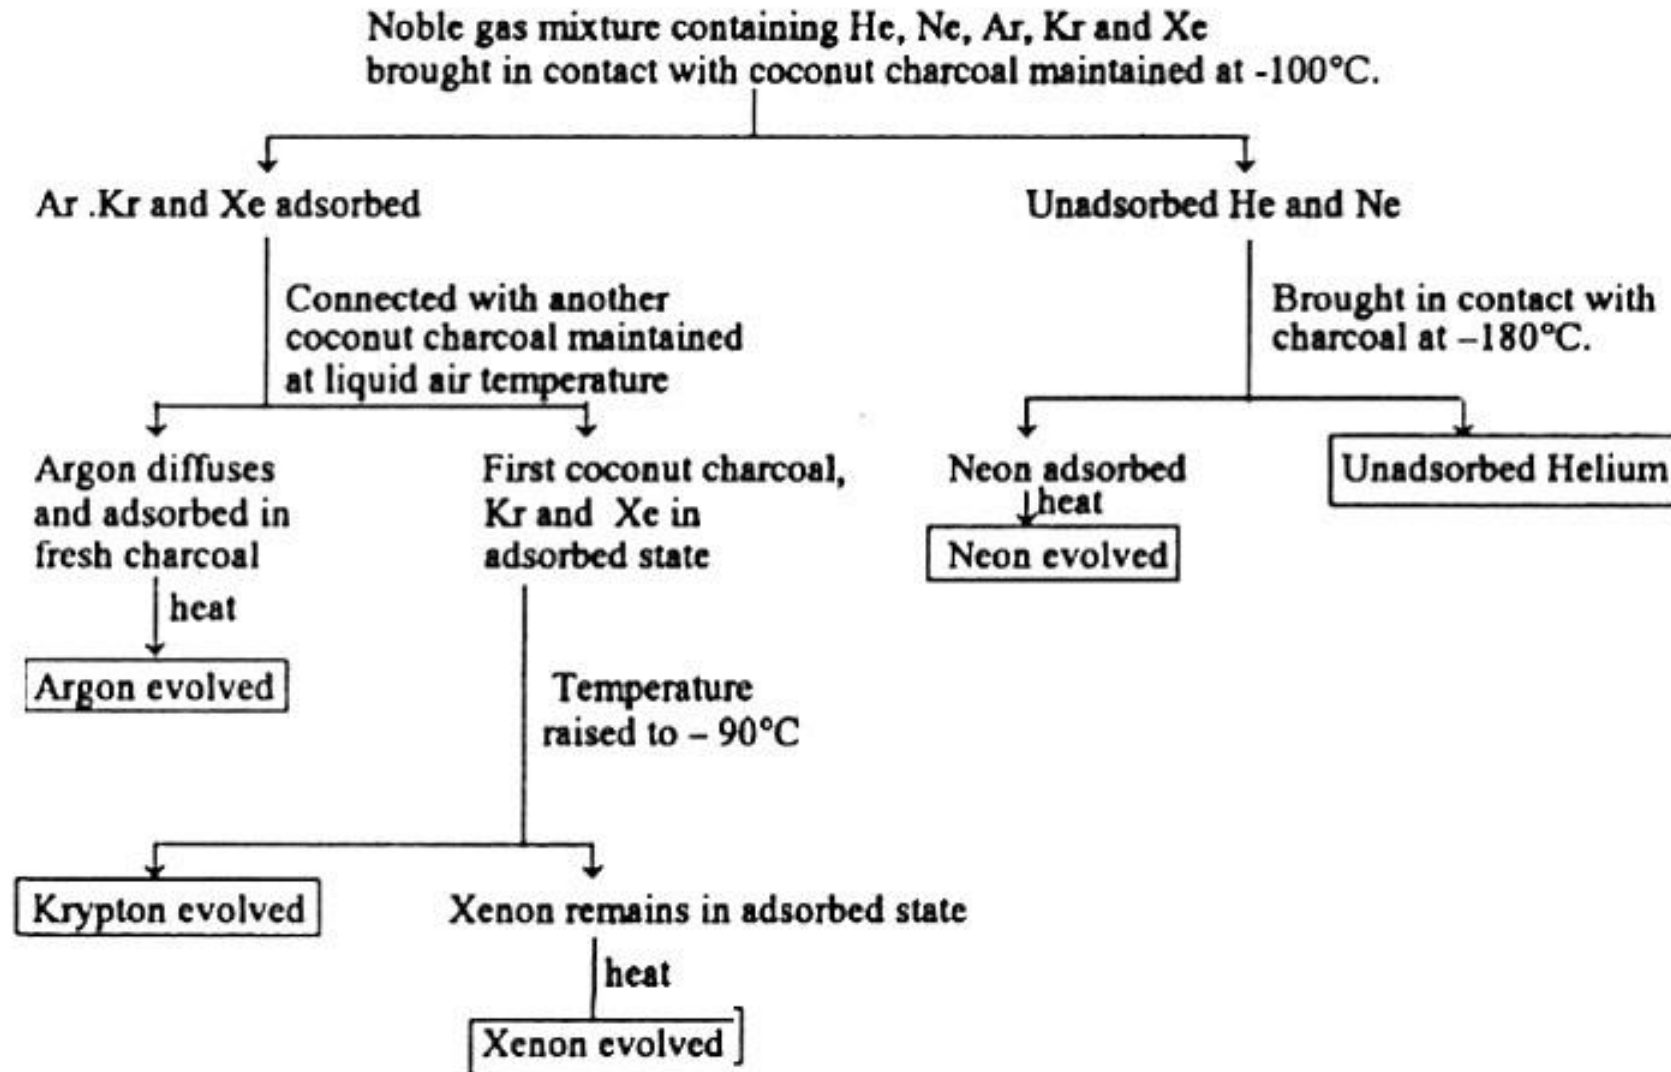 Noble gas mixture containing He, Ne, Ar, Kr and Xe
brought in contact with coconut charcoal maintained at -100°C.
Ar .Kr and Xe adsorbed
Unadsorbed He and Ne
Connected with another
coconut charcoal maintained
at liquid air temperature
Brought in contact with
charcoal at –180°C.
Argon diffuses
and adsorbed in
fresh charcoal
First coconut charcoal,
Kr and Xe in
adsorbed state
Neon adsorbed
heat
Neon evolved
Unadsorbed Helium
heat
Argon evolved
Temperature
raised to – 90°C
Krypton evolved
Xenon remains in adsorbed state
heat
Xenon evolved